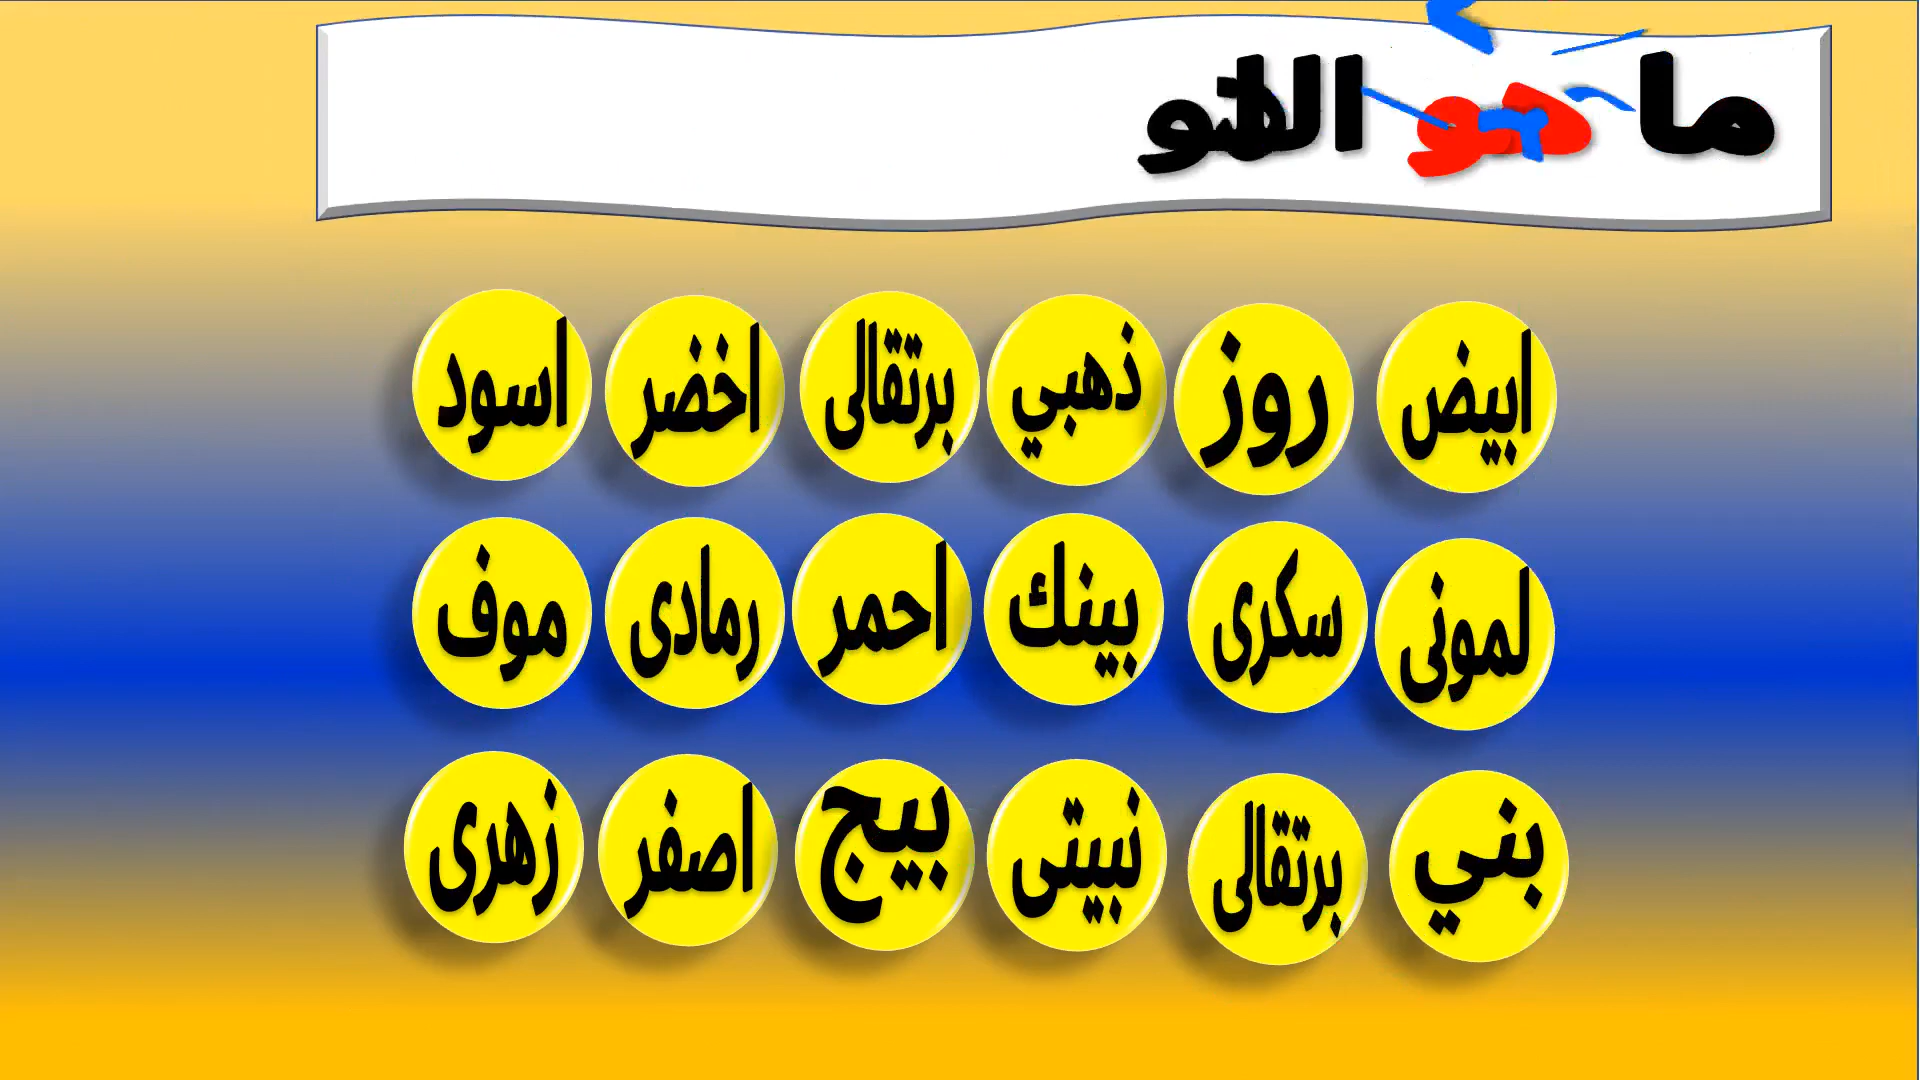 ما هو
ابيض روز ذهبي برتقالى اخضر اسود
لمونى سكرى بينك احمر رمادى موف
بني برتقالى بيج نبيتى اصفر زهرى